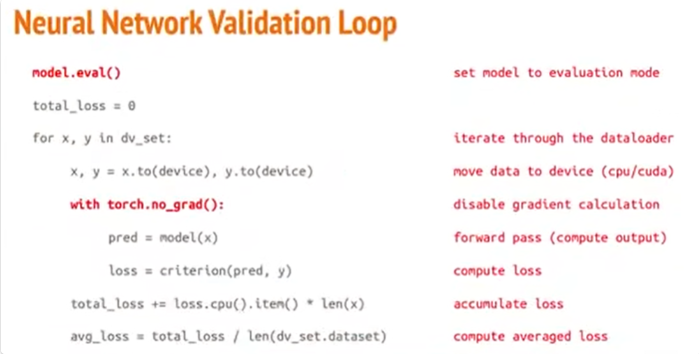 Neural Network Validation Loop
model.eval() set model to evaluation mode
total_loss = 0
for x, y in dv_set: iterate through the dataloader
x, y = x.to(device), y.to(device) move data to device (cpu/cuda)
with torch.no_grad(): disable gradient calculation
pred = model(x) forward pass (compute output)
loss = criterion(pred, y) compute loss
total_loss += loss.cpu().item() * len(x) accumulate loss
avg_loss = total_loss / len(dv_set.dataset) compute averaged loss